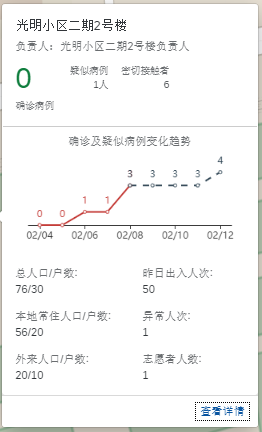 光明小区二期2号楼
负责人：光明小区二期2号楼负责人
0
确诊病例
疑似病例 密切接触者
1人 6
确诊及疑似病例变化趋势
0 0 1 1 3 3 3 3 4
02/04 02/06 02/08 02/10 02/12
总人口/户数: 昨日出入人次:
76/30 50
本地常住人口/户数: 异常人次:
56/20 1
外来人口/户数: 志愿者人数:
20/10 1
查看详情